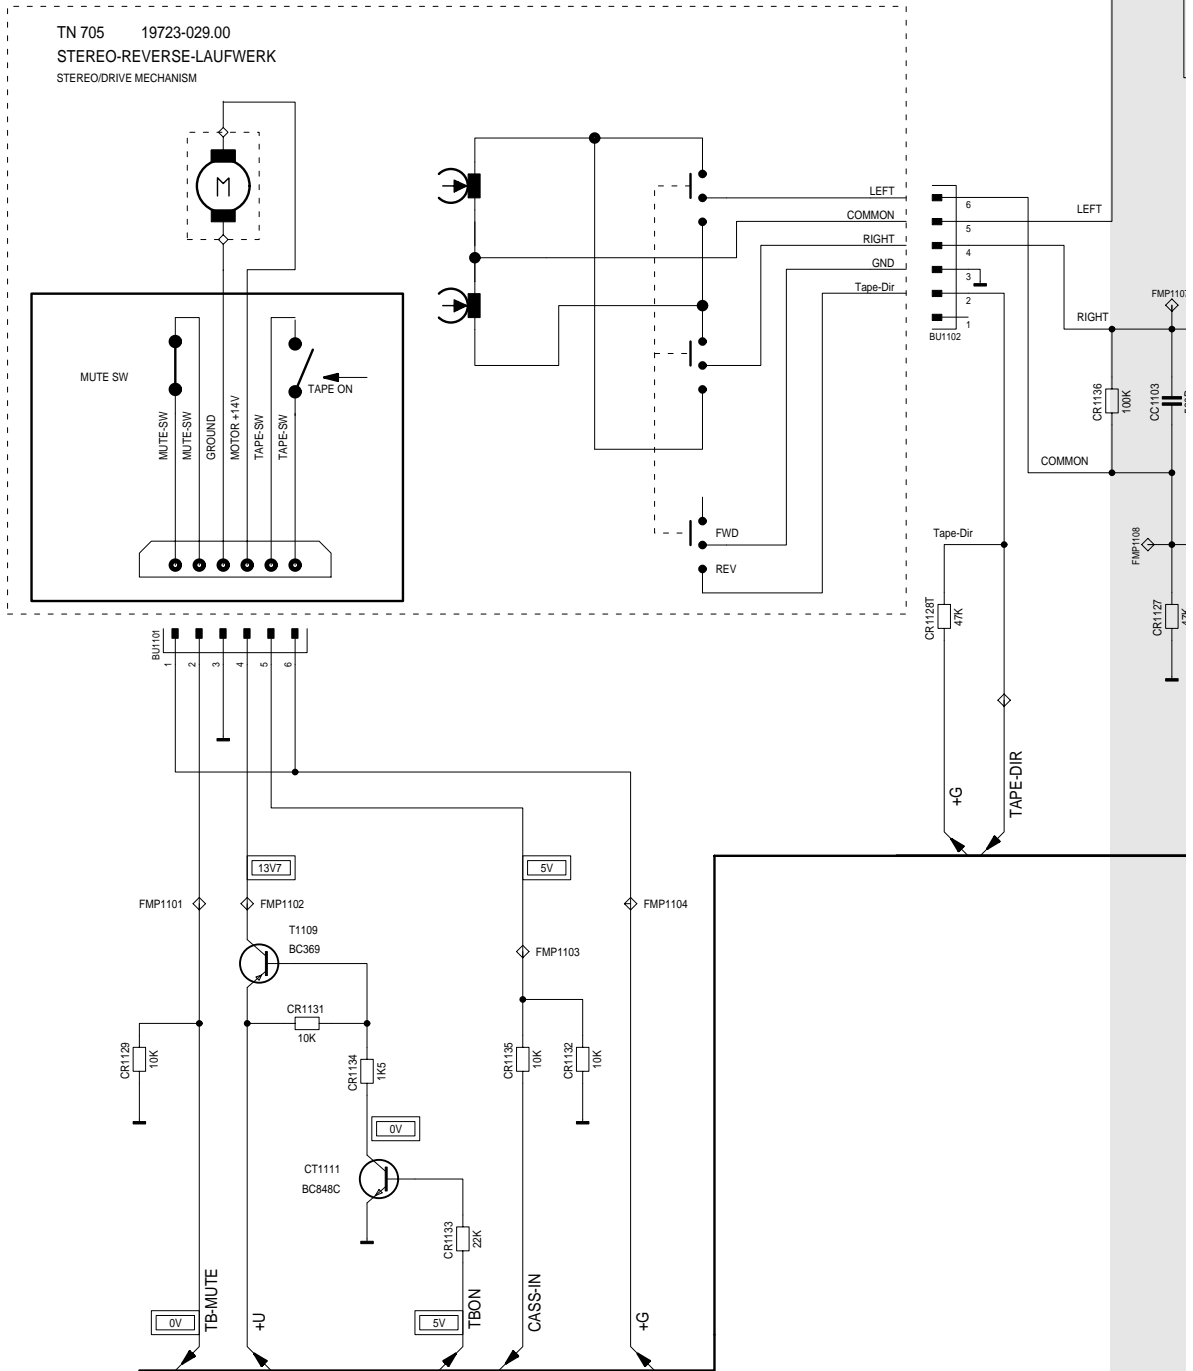 TN 705 19723-029.00
STEREO-REVERSE-LAUFWERK
STEREO/DRIVE MECHANISM
M
LEFT
COMMON
RIGHT
GND
Tape-Dir
6
5
4
3
2
1
BU1102
LEFT
RIGHT
FMP1107
CR1136
100K
CC1103
COMMON
MUTE SW
TAPE ON
MUTE-SW
MUTE-SW
GROUND
MOTOR +14V
TAPE-SW
TAPE-SW
FWD
REV
Tape-Dir
FMP1108
CR1128T
47K
CR1127
47K
BU1101
1
2
3
4
5
6
+G
TAPE-DIR
13V7
5V
FMP1101
FMP1102
FMP1104
T1109
BC369
FMP1103
CR1131
10K
CR1129
10K
CR1134
1K5
CR1135
10K
CR1132
10K
0V
CT1111
BC848C
CR1133
22K
0V
TB-MUTE
+U
5V
TBON
CASS-IN
+G